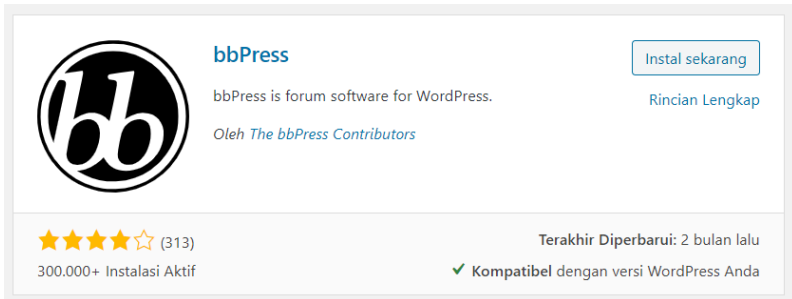 bb
bbPress
Instal sekarang
bbPress is forum software for WordPress.
Rincian Lengkap
Oleh The bbPress Contributors
(313)
Terakhir Diperbarui: 2 bulan lalu
300.000+ Instalasi Aktif
Kompatibel dengan versi WordPress Anda